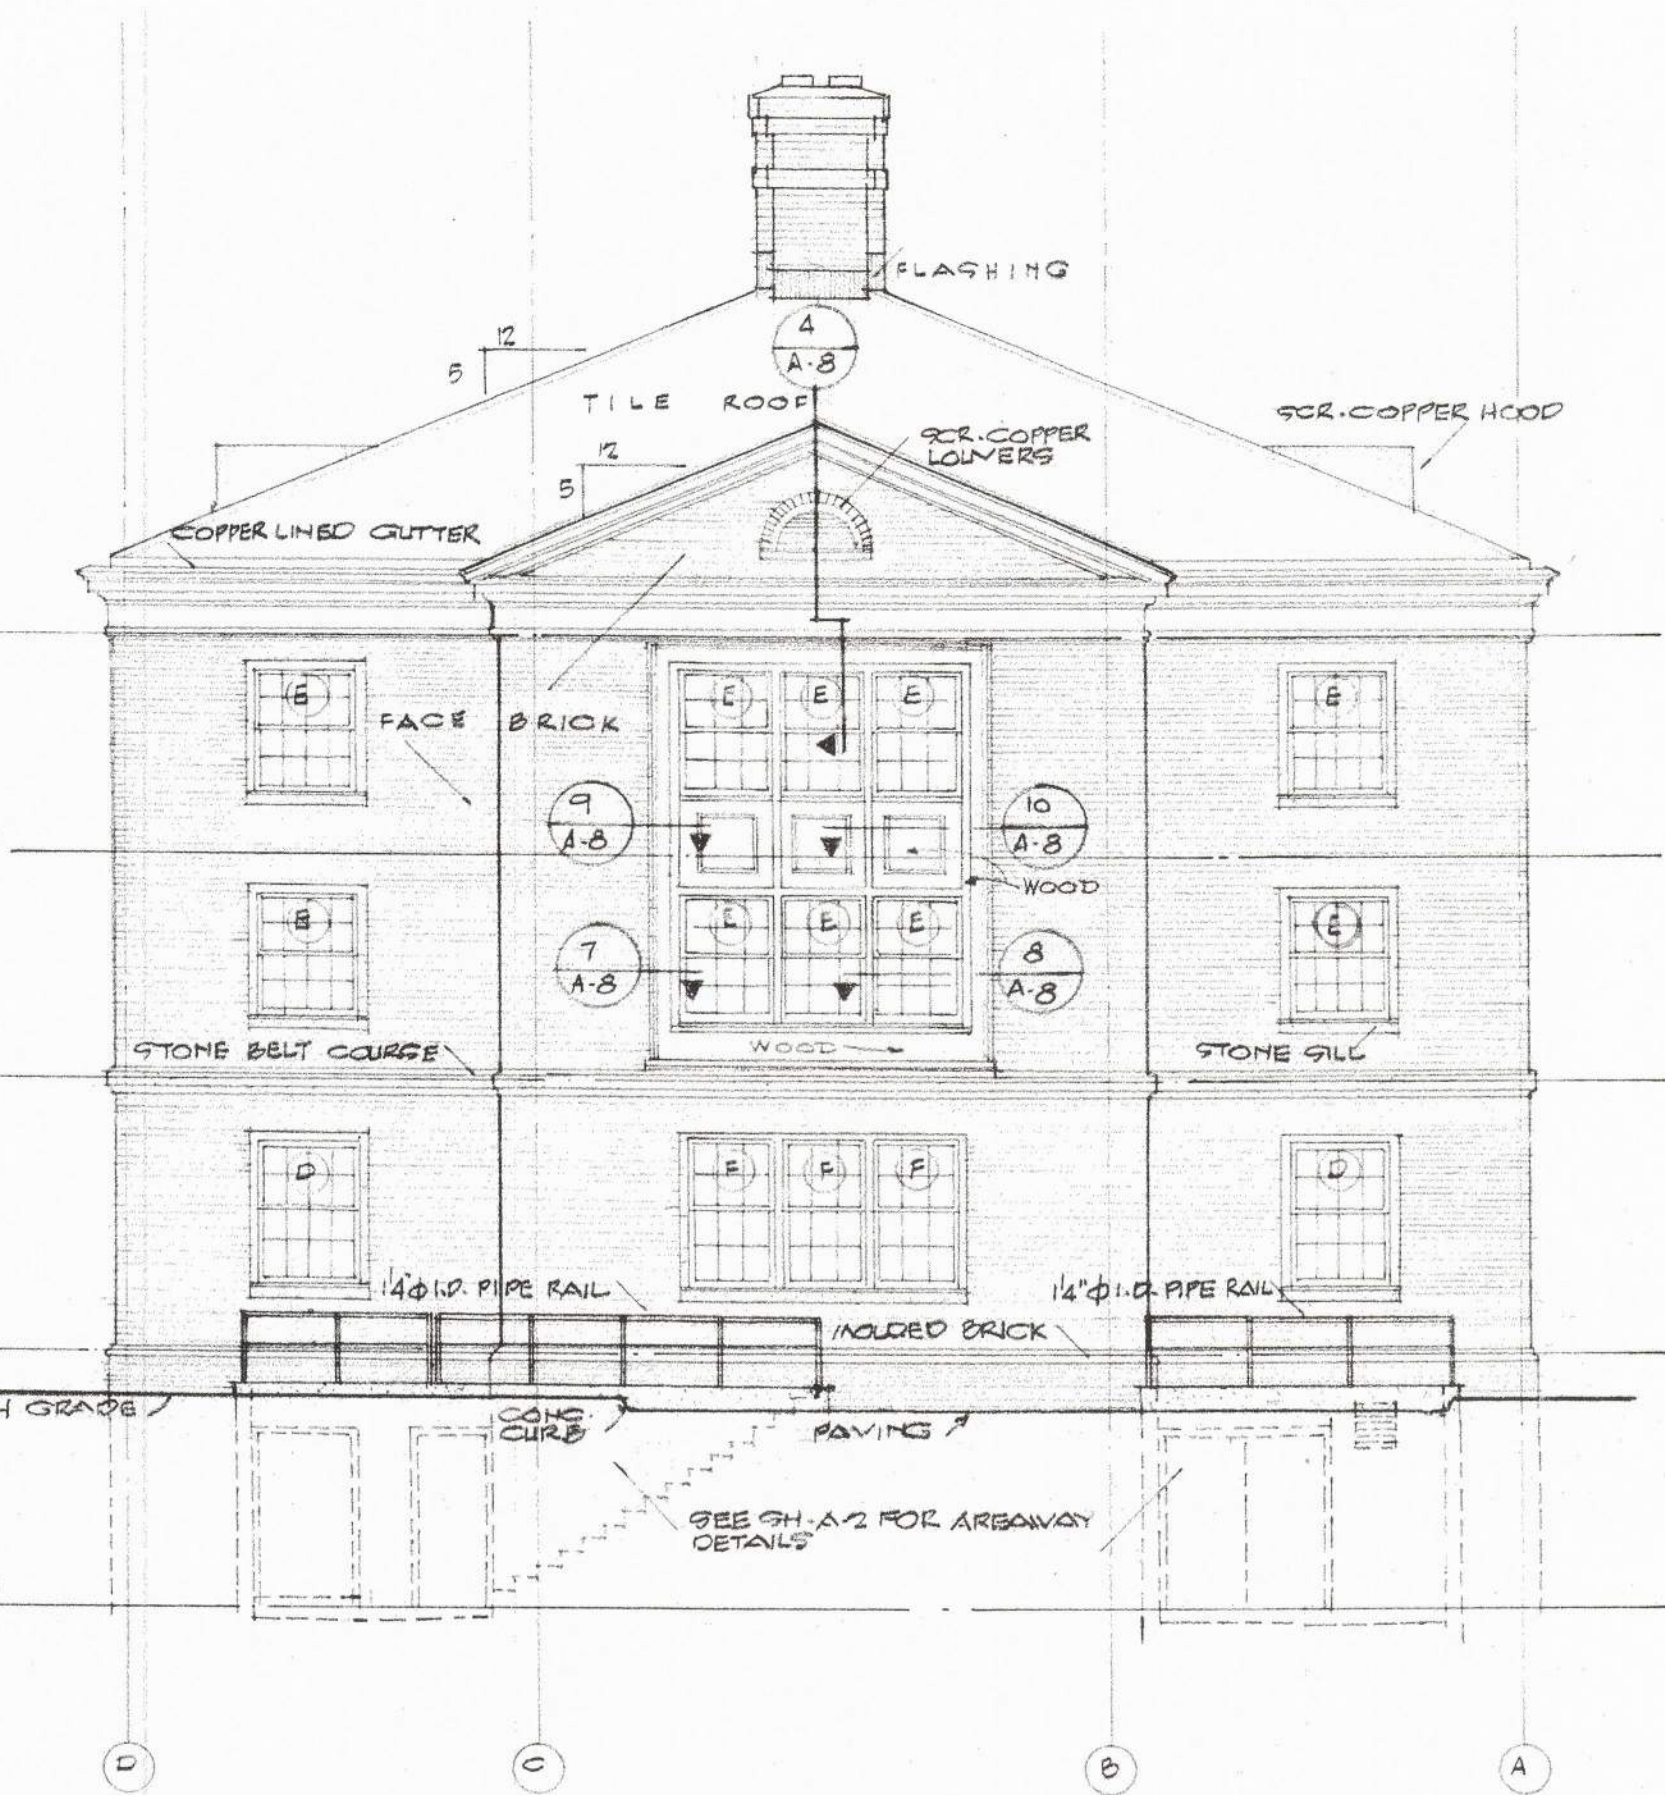 FLASHING
4
A-8
12
5
TILE ROOF
SCR. COPPER HOOD
SCR. COPPER
LOUVERS
12
5
COPPER LINED GUTTER
E
E
E
E
E
FACE BRICK
9
A-8
10
A-8
WOOD
E
E
E
E
E
7
A-8
8
A-8
STONE BELT COURSE
WOOD
STONE SILL
D
F
F
F
D
1¼"ϕ I.D. PIPE RAIL
1¼"ϕ I.D. PIPE RAIL
MOLDED BRICK
H GRADE
CONC.
CURB
PAVING
SEE SH. A-2 FOR AREAWAY
DETAILS
D
C
B
A